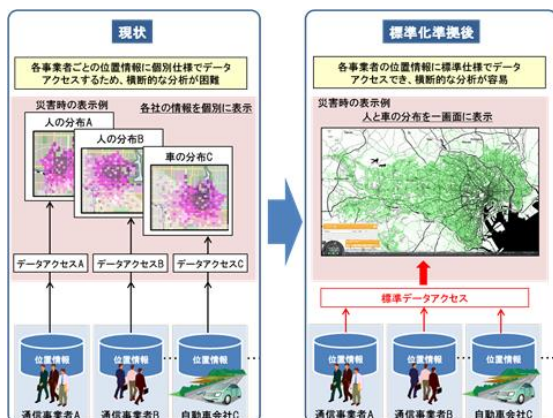 現状
各事業者ごとの位置情報に個別仕様でデータ
アクセスするため、横断的な分析が困難
災害時の表示例
各社の情報を個別に表示
人の分布A
人の分布B
車の分布C
データアクセスA
データアクセスB
データアクセスC
位置情報
位置情報
位置情報
通信事業者A
通信事業者B
自動車会社C
標準化準拠後
各事業者の位置情報に標準仕様でデータ
アクセスでき、横断的な分析が容易
災害時の表示例
人と車の分布を一画面に表示
標準データアクセス
位置情報
位置情報
位置情報
通信事業者A
通信事業者B
自動車会社C